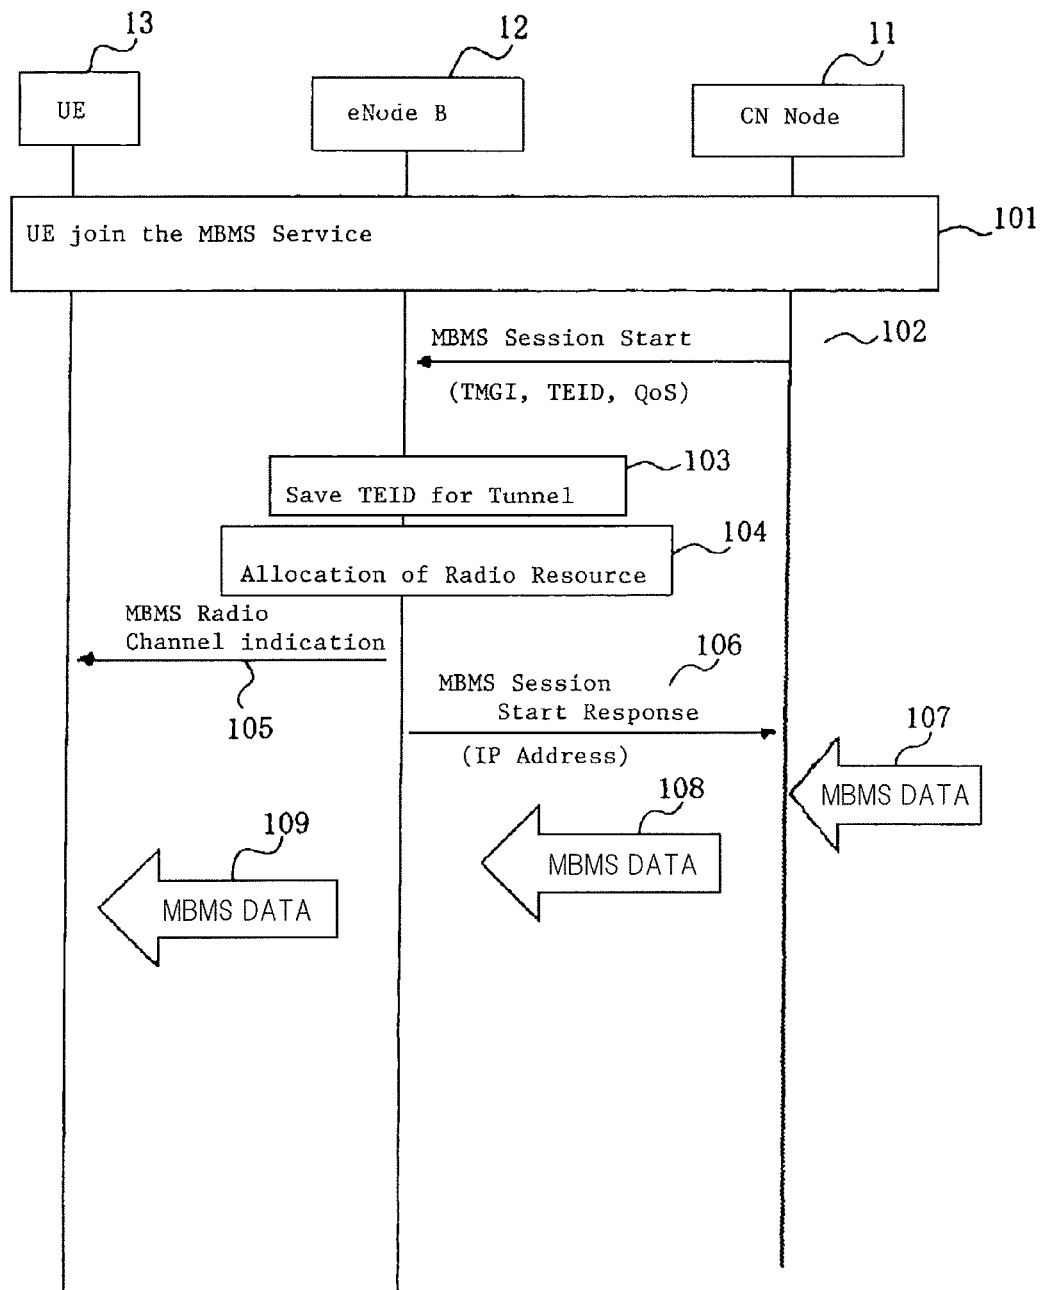 13
12
11
UE
eNode B
CN Node
UE join the MBMS Service
101
MBMS Session Start
102
(TMGI, TEID, QoS)
103
Save TEID for Tunnel
104
Allocation of Radio Resource
MBMS Radio
Channel indication
105
106
MBMS Session
Start Response
(IP Address)
107
MBMS DATA
108
MBMS DATA
109
MBMS DATA